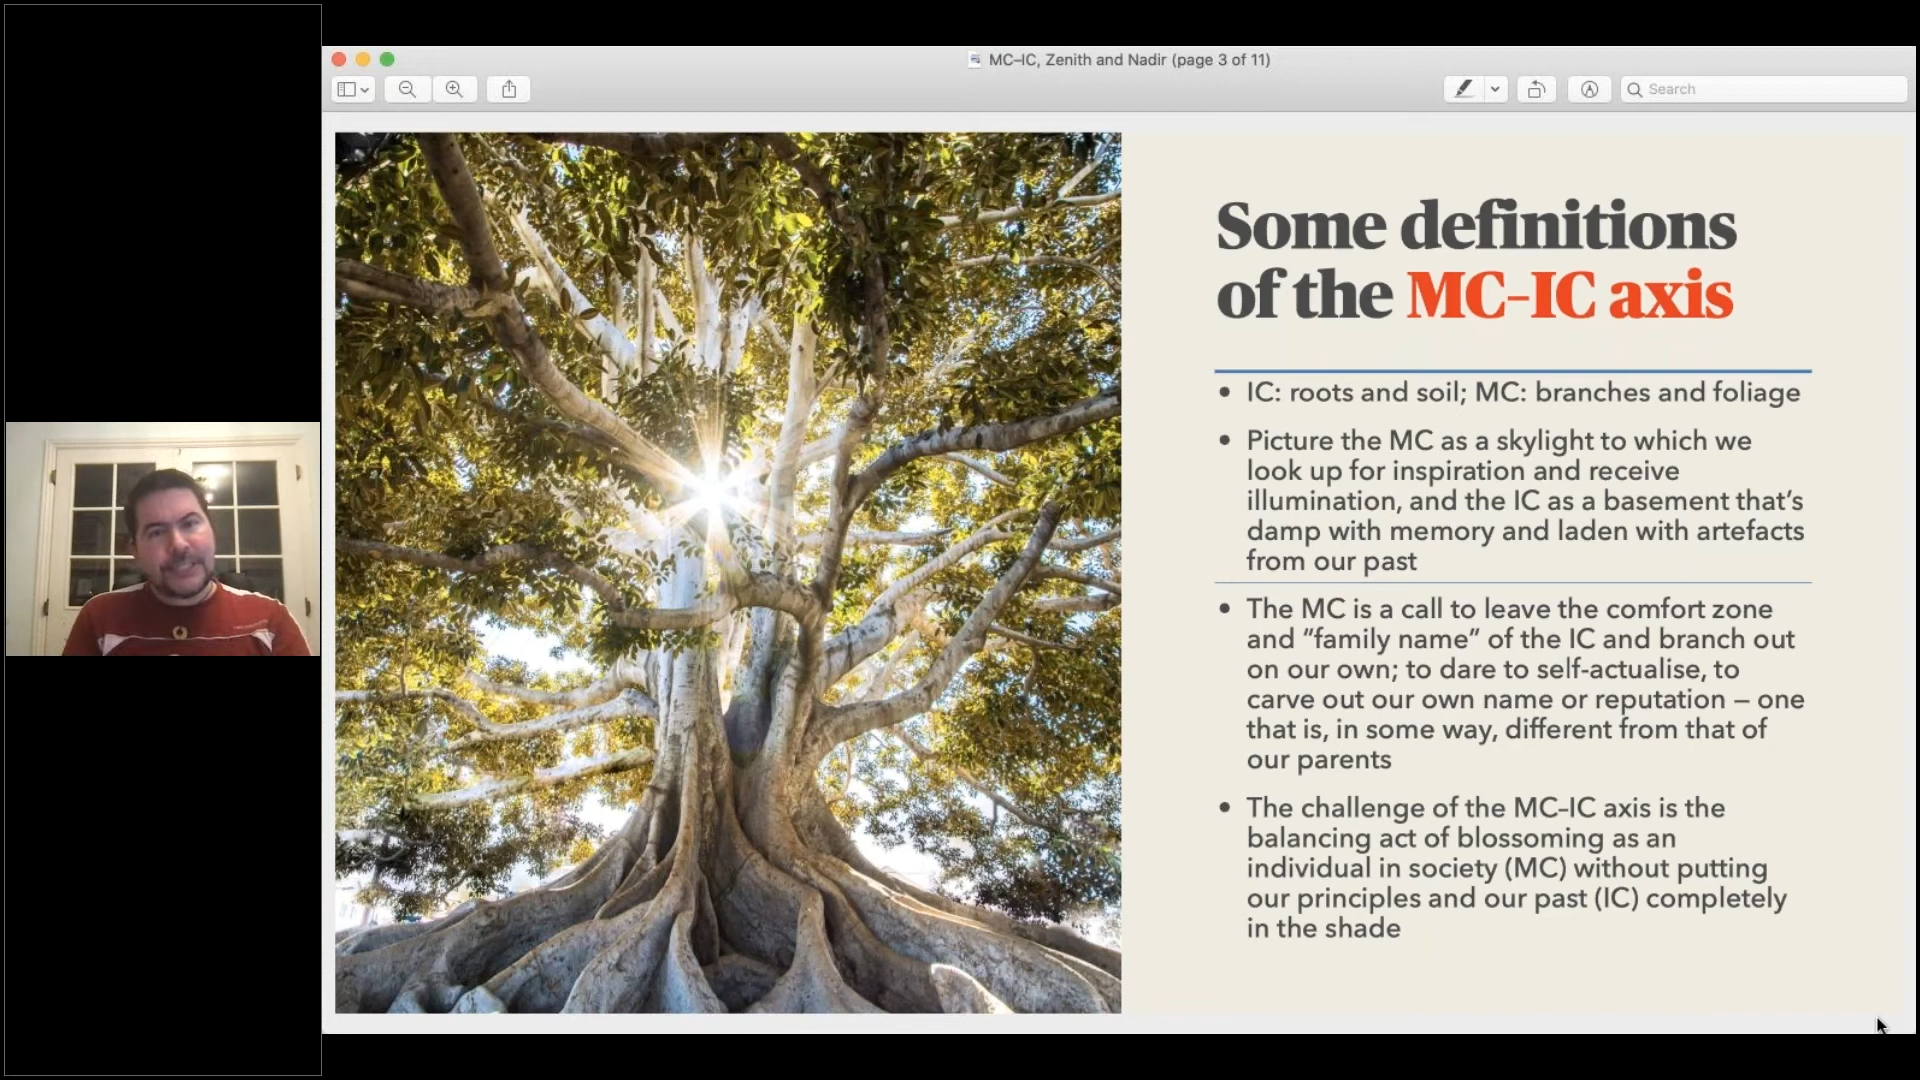 MC–IC, Zenith and Nadir (page 3 of 11)
Search
Some definitions
of the MC–IC axis
• IC: roots and soil; MC: branches and foliage
• Picture the MC as a skylight to which we
look up for inspiration and receive
illumination, and the IC as a basement that’s
damp with memory and laden with artefacts
from our past
• The MC is a call to leave the comfort zone
and “family name” of the IC and branch out
on our own; to dare to self-actualise, to
carve out our own name or reputation – one
that is, in some way, different from that of
our parents
• The challenge of the MC–IC axis is the
balancing act of blossoming as an
individual in society (MC) without putting
our principles and our past (IC) completely
in the shade